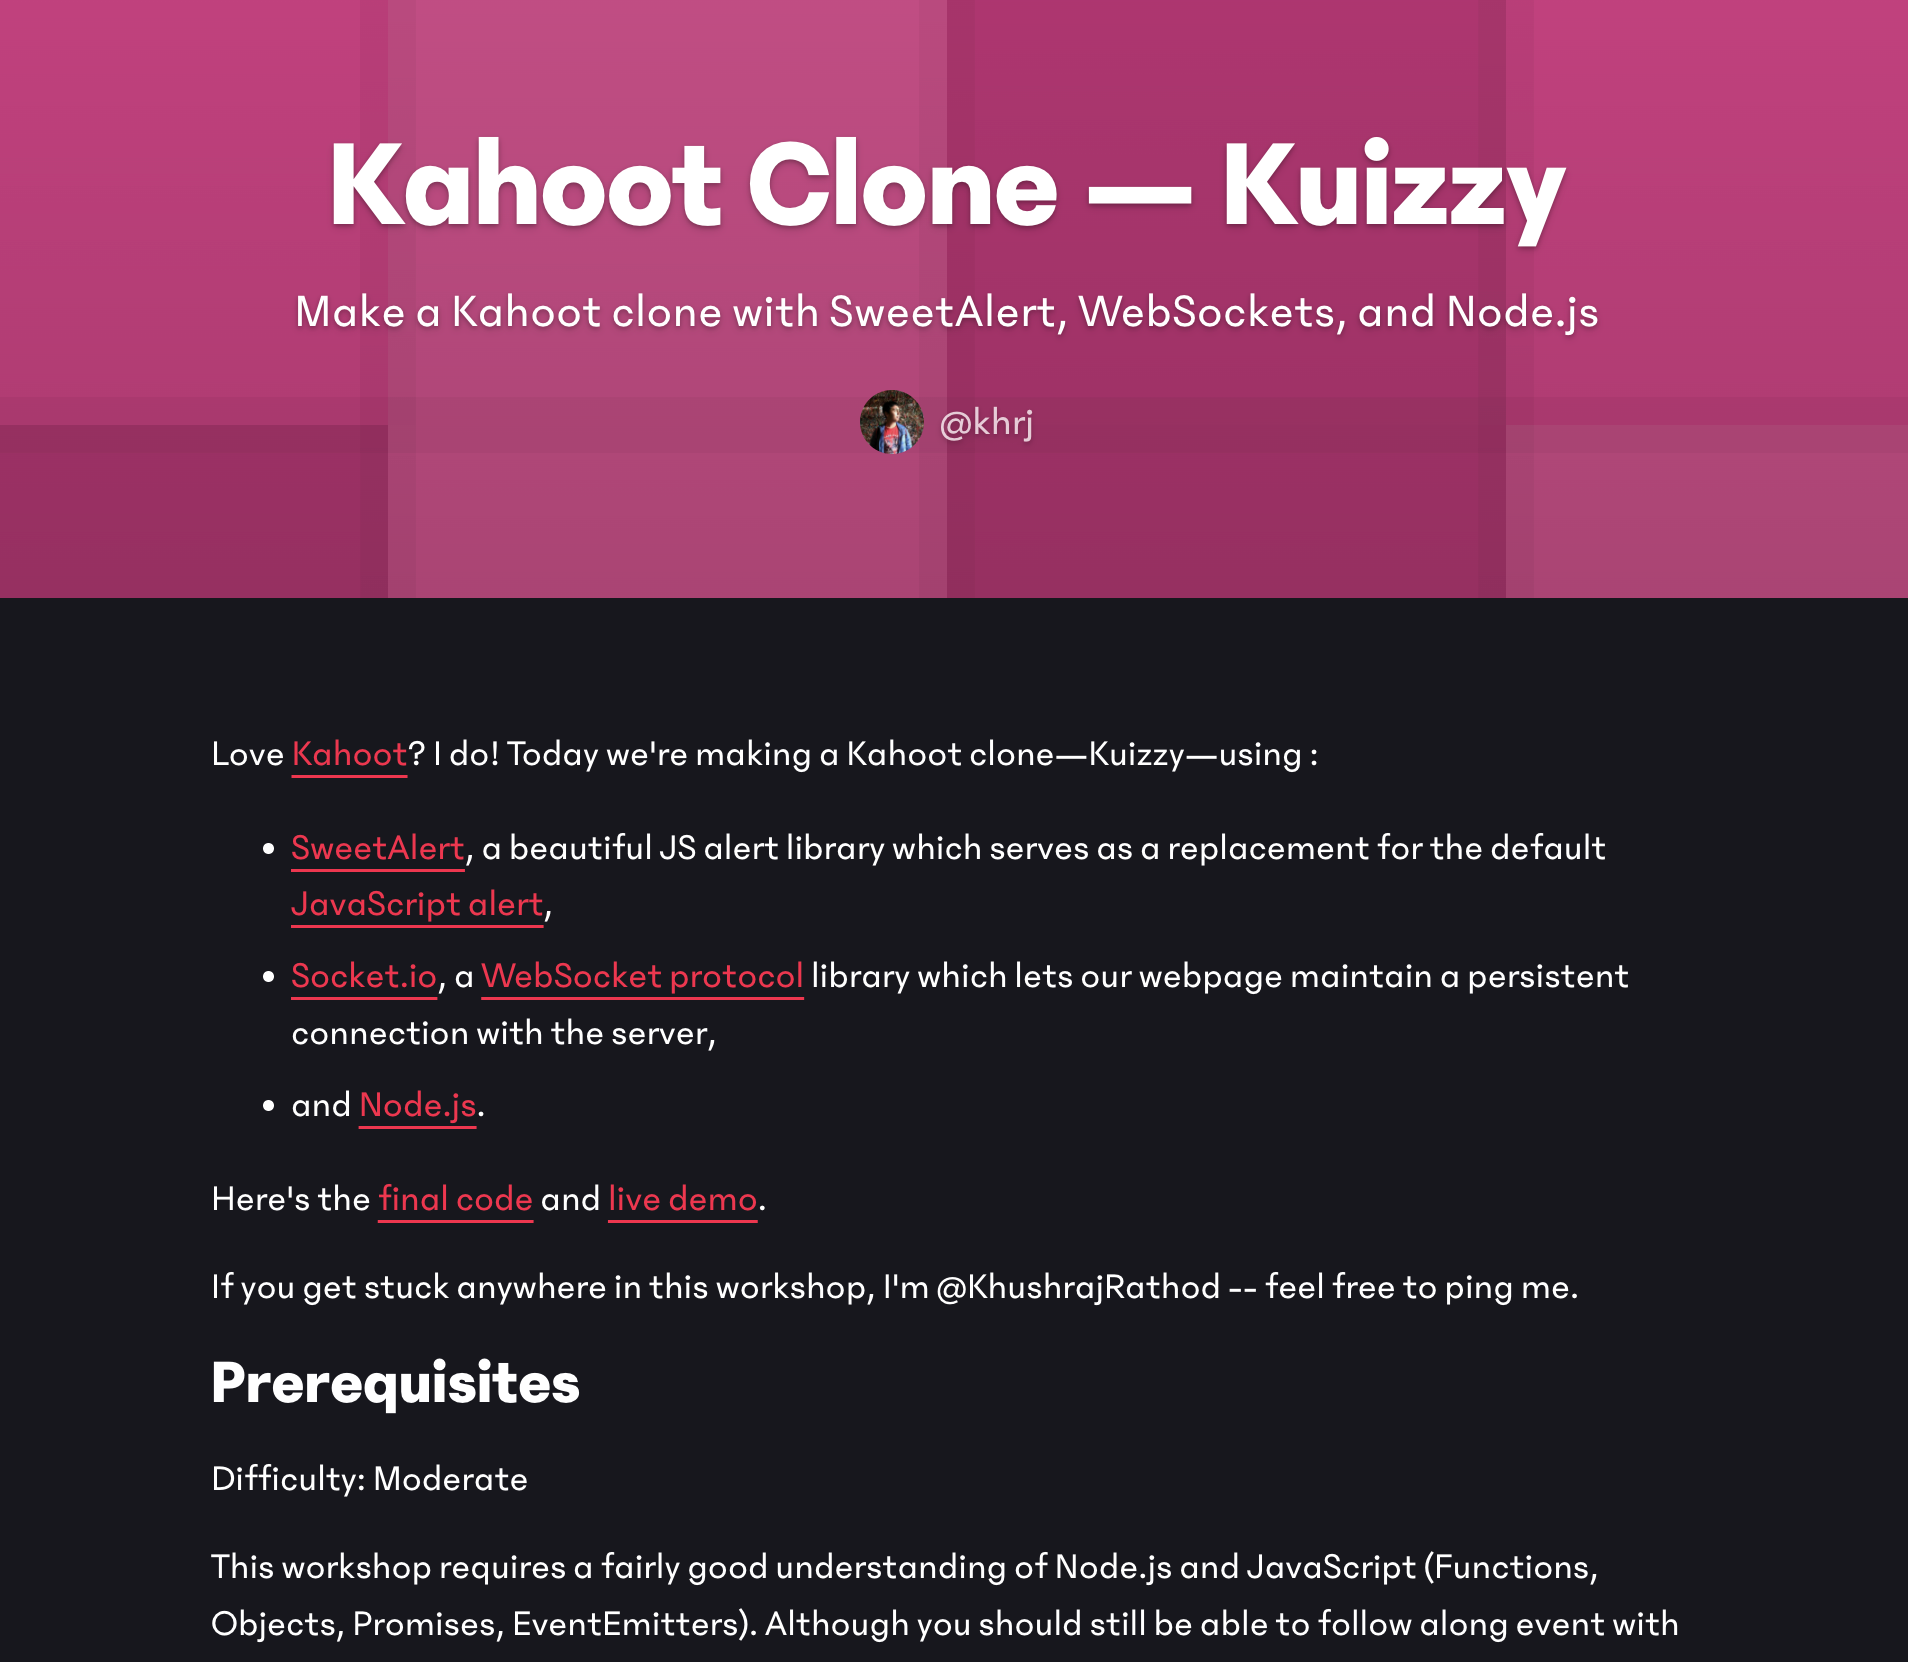 Kahoot Clone — Kuizzy
Make a Kahoot clone with SweetAlert, WebSockets, and Node.js
@khrj
Love Kahoot? I do! Today we're making a Kahoot clone—Kuizzy—using :
• SweetAlert, a beautiful JS alert library which serves as a replacement for the default
JavaScript alert,
• Socket.io, a WebSocket protocol library which lets our webpage maintain a persistent
connection with the server,
• and Node.js.
Here's the final code and live demo.
If you get stuck anywhere in this workshop, I'm @KhushrajRathod -- feel free to ping me.
Prerequisites
Difficulty: Moderate
This workshop requires a fairly good understanding of Node.js and JavaScript (Functions,
Objects, Promises, EventEmitters). Although you should still be able to follow along event with